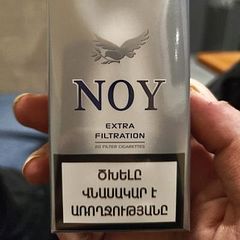 NOY
EXTRA
FILTRATION
20 FILTER CIGARETTES
ԾԽԵԼԸ
ՎՆԱՍԱԿԱՐ Է
ԱՌՈՂՋՈՒԹՅԱՆԸ